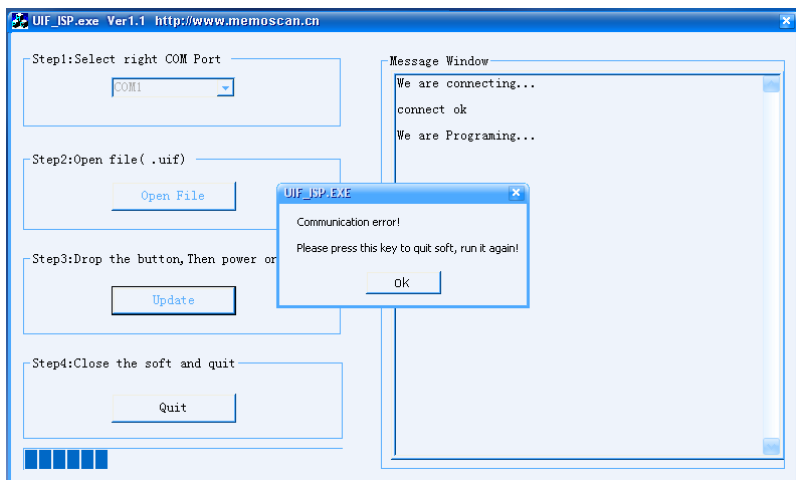 UIF_ISP.exe Ver1.1 http://www.memoscan.cn
Step1:Select right COM Port
COM1
Step2:Open file( .uif)
Open File
Step3:Drop the button,Then power or
Update
Step4:Close the soft and quit
Quit
Message Window
We are connecting...
connect ok
We are Programing...
UIF_ISP.EXE
Communication error!
Please press this key to quit soft, run it again!
ok